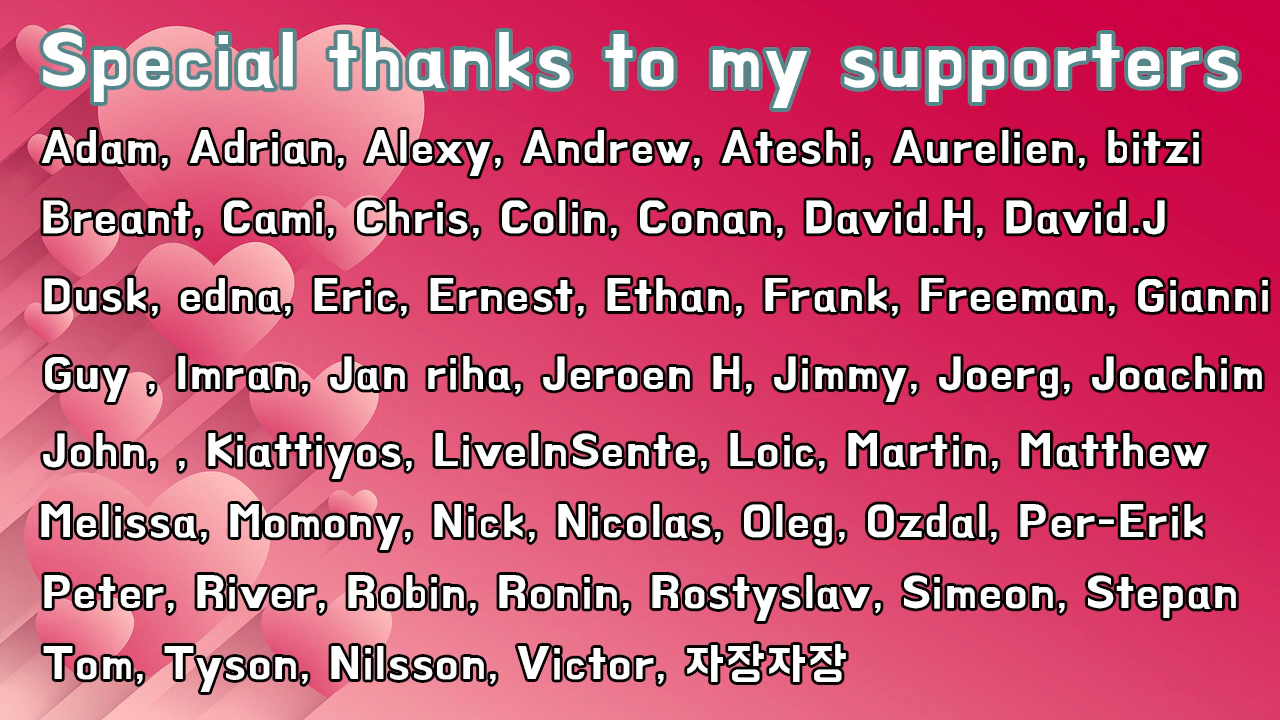 Special thanks to my supporters
Adam, Adrian, Alexy, Andrew, Ateshi, Aurelien, bitzi
Breant, Cami, Chris, Colin, Conan, David.H, David.J
Dusk, edna, Eric, Ernest, Ethan, Frank, Freeman, Gianni
Guy , Imran, Jan riha, Jeroen H, Jimmy, Joerg, Joachim
John, , Kiattiyos, LiveInSente, Loic, Martin, Matthew
Melissa, Momony, Nick, Nicolas, Oleg, Ozdal, Per-Erik
Peter, River, Robin, Ronin, Rostyslav, Simeon, Stepan
Tom, Tyson, Nilsson, Victor, 자장자장